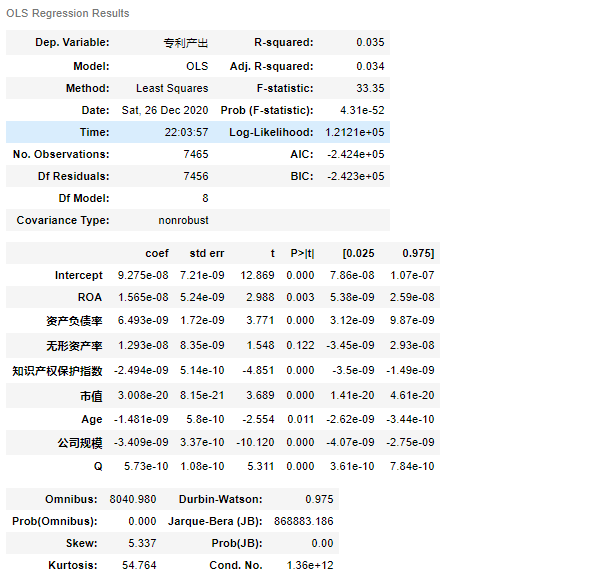 OLS Regression Results
Dep. Variable: 专利产出 R-squared: 0.035
Model: OLS Adj. R-squared: 0.034
Method: Least Squares F-statistic: 33.35
Date: Sat, 26 Dec 2020 Prob (F-statistic): 4.31e-52
Time: 22:03:57 Log-Likelihood: 1.2121e+05
No. Observations: 7465 AIC: -2.424e+05
Df Residuals: 7456 BIC: -2.423e+05
Df Model: 8
Covariance Type: nonrobust
coef std err t P>|t| [0.025 0.975]
Intercept 9.275e-08 7.21e-09 12.869 0.000 7.86e-08 1.07e-07
ROA 1.565e-08 5.24e-09 2.988 0.003 5.38e-09 2.59e-08
资产负债率 6.493e-09 1.72e-09 3.771 0.000 3.12e-09 9.87e-09
无形资产率 1.293e-08 8.35e-09 1.548 0.122 -3.45e-09 2.93e-08
知识产权保护指数 -2.494e-09 5.14e-10 -4.851 0.000 -3.5e-09 -1.49e-09
市值 3.008e-20 8.15e-21 3.689 0.000 1.41e-20 4.61e-20
Age -1.481e-09 5.8e-10 -2.554 0.011 -2.62e-09 -3.44e-10
公司规模 -3.409e-09 3.37e-10 -10.120 0.000 -4.07e-09 -2.75e-09
Q 5.73e-10 1.08e-10 5.311 0.000 3.61e-10 7.84e-10
Omnibus: 8040.980 Durbin-Watson: 0.975
Prob(Omnibus): 0.000 Jarque-Bera (JB): 868883.186
Skew: 5.337 Prob(JB): 0.00
Kurtosis: 54.764 Cond. No. 1.36e+12